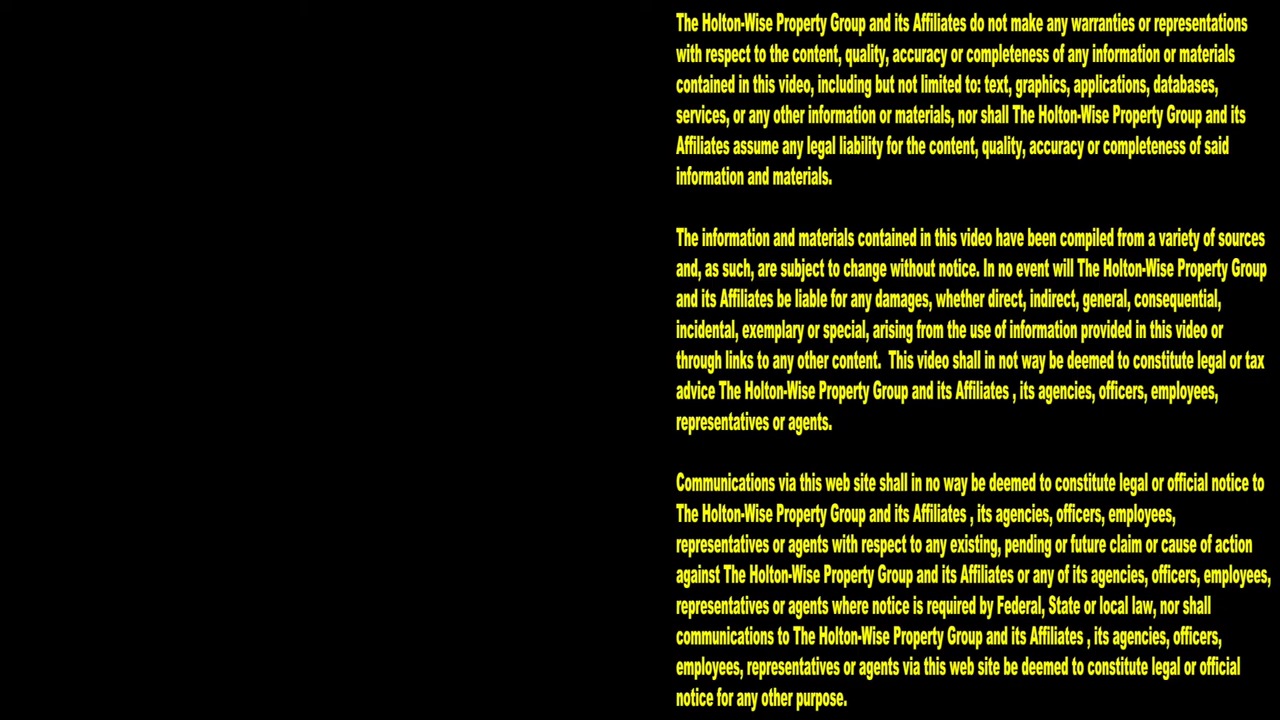 The Holton-Wise Property Group and its Affiliates do not make any warranties or representations
with respect to the content, quality, accuracy or completeness of any information or materials
contained in this video, including but not limited to: text, graphics, applications, databases,
services, or any other information or materials, nor shall The Holton-Wise Property Group and its
Affiliates assume any legal liability for the content, quality, accuracy or completeness of said
information and materials.
The information and materials contained in this video have been compiled from a variety of sources
and, as such, are subject to change without notice. In no event will The Holton-Wise Property Group
and its Affiliates be liable for any damages, whether direct, indirect, general, consequential,
incidental, exemplary or special, arising from the use of information provided in this video or
through links to any other content.  This video shall in not way be deemed to constitute legal or tax
advice The Holton-Wise Property Group and its Affiliates , its agencies, officers, employees,
representatives or agents.
Communications via this web site shall in no way be deemed to constitute legal or official notice to
The Holton-Wise Property Group and its Affiliates , its agencies, officers, employees,
representatives or agents with respect to any existing, pending or future claim or cause of action
against The Holton-Wise Property Group and its Affiliates or any of its agencies, officers, employees,
representatives or agents where notice is required by Federal, State or local law, nor shall
communications to The Holton-Wise Property Group and its Affiliates , its agencies, officers,
employees, representatives or agents via this web site be deemed to constitute legal or official
notice for any other purpose.